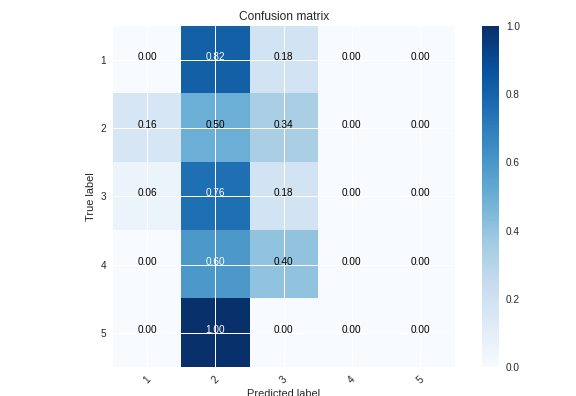 Confusion matrix
1.0
1 0.00 0.82 0.18 0.00 0.00
0.8
2 0.16 0.50 0.34 0.00 0.00
0.6
True label
3 0.06 0.76 0.18 0.00 0.00
0.4
4 0.00 0.60 0.40 0.00 0.00
0.2
5 0.00 1.00 0.00 0.00 0.00
0.0
1 2 3 4 5
Predicted label